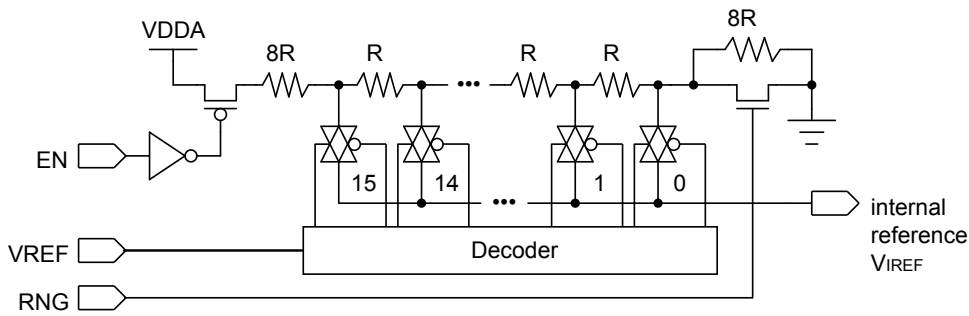 VDDA
8R
R
R
R
8R
EN
15
14
1
0
internal
reference
VIREF
VREF
Decoder
RNG